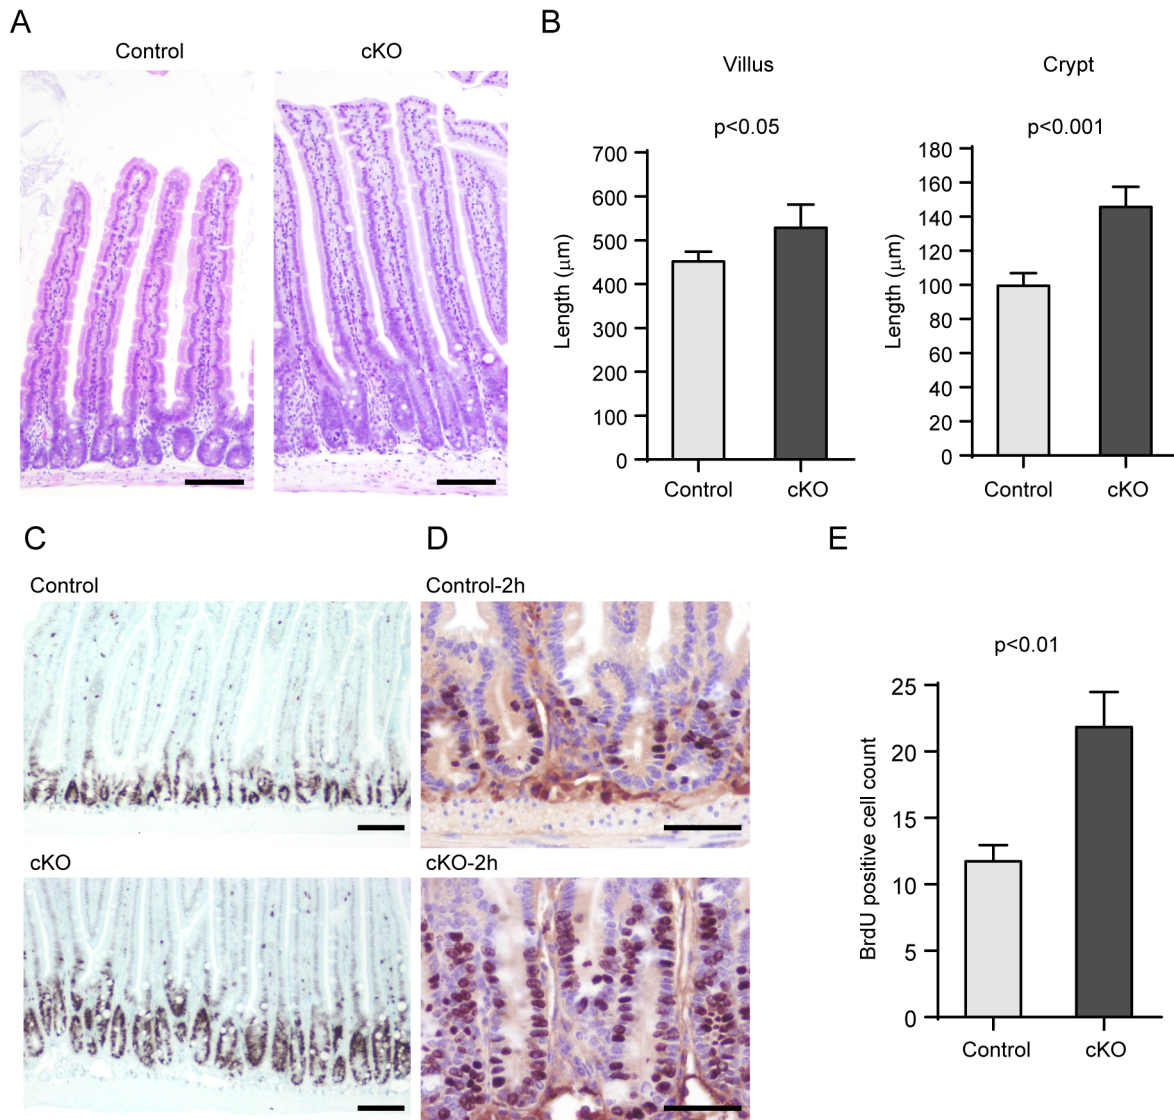 A
Control
cKO
B
Villus
Crypt
p<0.05
p<0.001
Length (μm)
700
600
500
400
300
200
100
0
Control
cKO
Length (μm)
180
160
140
120
100
80
60
40
20
0
Control
cKO
C
Control
cKO
D
Control-2h
cKO-2h
E
p<0.01
BrdU positive cell count
25
20
15
10
5
0
Control
cKO